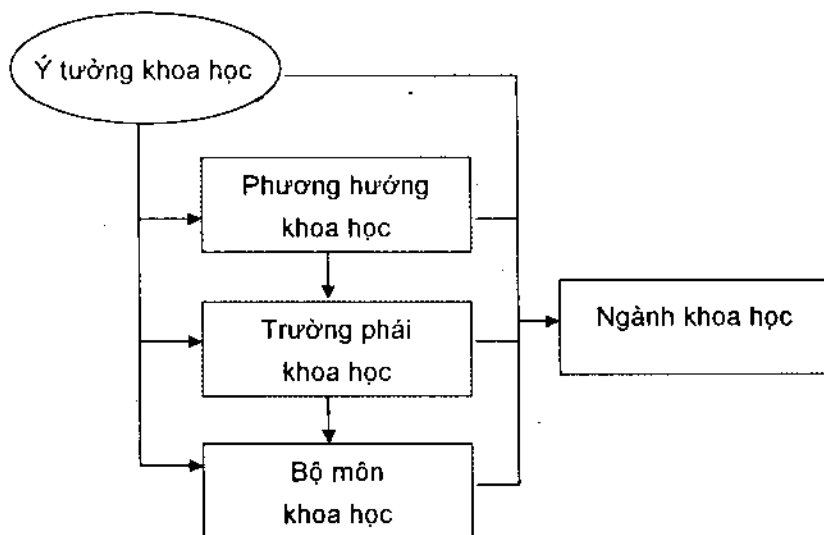 Ý tưởng khoa học
Phương hướng
khoa học
Trường phái
khoa học
Ngành khoa học
Bộ môn
khoa học